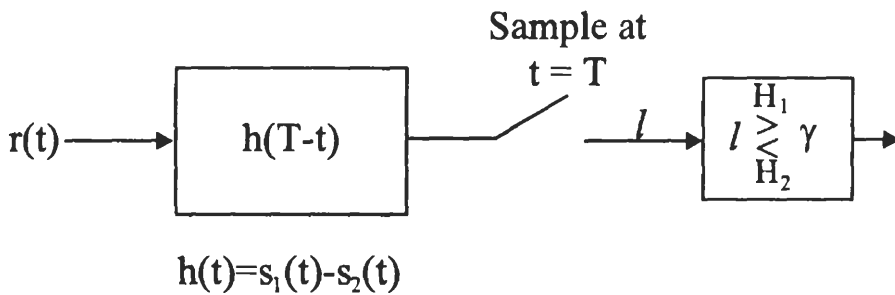 Sample at
t = T
r(t)
h(T-t)
l
H₁
l ≷ γ
H₂
h(t)=s₁(t)-s₂(t)